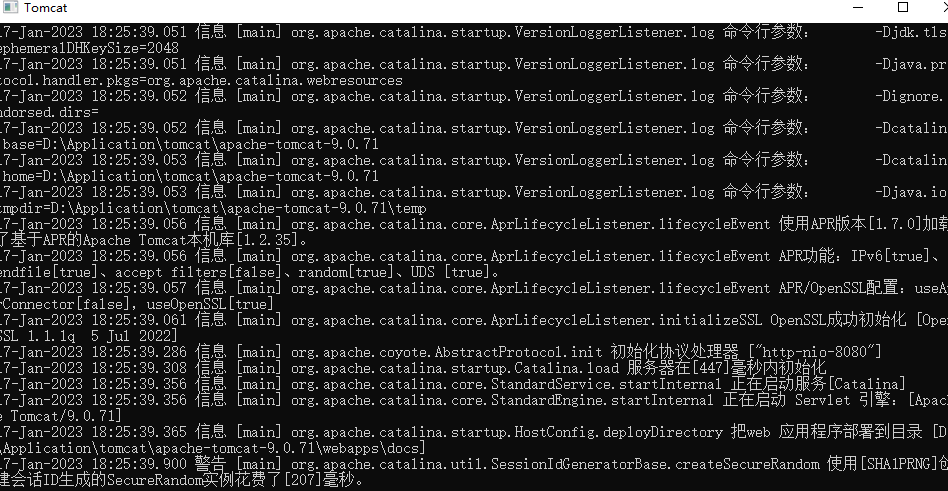 Tomcat
17-Jan-2023 18:25:39.051 信息 [main] org.apache.catalina.startup.VersionLoggerListener.log 命令行参数： -Djdk.tls
ephemeralDHKeySize=2048
17-Jan-2023 18:25:39.051 信息 [main] org.apache.catalina.startup.VersionLoggerListener.log 命令行参数： -Djava.pr
tocol.handler.pkgs=org.apache.catalina.webresources
17-Jan-2023 18:25:39.052 信息 [main] org.apache.catalina.startup.VersionLoggerListener.log 命令行参数： -Dignore.
ndorsed.dirs=
17-Jan-2023 18:25:39.052 信息 [main] org.apache.catalina.startup.VersionLoggerListener.log 命令行参数： -Dcatalin
.base=D:\Application\tomcat\apache-tomcat-9.0.71
17-Jan-2023 18:25:39.053 信息 [main] org.apache.catalina.startup.VersionLoggerListener.log 命令行参数： -Dcatalin
.home=D:\Application\tomcat\apache-tomcat-9.0.71
17-Jan-2023 18:25:39.053 信息 [main] org.apache.catalina.startup.VersionLoggerListener.log 命令行参数： -Djava.io
tmpdir=D:\Application\tomcat\apache-tomcat-9.0.71\temp
17-Jan-2023 18:25:39.056 信息 [main] org.apache.catalina.core.AprLifecycleListener.lifecycleEvent 使用APR版本[1.7.0]加载
了基于APR的Apache Tomcat本机库[1.2.35]。
17-Jan-2023 18:25:39.056 信息 [main] org.apache.catalina.core.AprLifecycleListener.lifecycleEvent APR功能：IPv6[true]、
endfile[true]、accept filters[false]、random[true]、UDS [true]。
17-Jan-2023 18:25:39.057 信息 [main] org.apache.catalina.core.AprLifecycleListener.lifecycleEvent APR/OpenSSL配置：useAp
rConnector[false]，useOpenSSL[true]
17-Jan-2023 18:25:39.061 信息 [main] org.apache.catalina.core.AprLifecycleListener.initializeSSL OpenSSL成功初始化 [Open
SSL 1.1.1q  5 Jul 2022]
17-Jan-2023 18:25:39.286 信息 [main] org.apache.coyote.AbstractProtocol.init 初始化协议处理器 ["http-nio-8080"]
17-Jan-2023 18:25:39.308 信息 [main] org.apache.catalina.startup.Catalina.load 服务器在[447]毫秒内初始化
17-Jan-2023 18:25:39.356 信息 [main] org.apache.catalina.core.StandardService.startInternal 正在启动服务[Catalina]
17-Jan-2023 18:25:39.356 信息 [main] org.apache.catalina.core.StandardEngine.startInternal 正在启动 Servlet 引擎：[Apac
e Tomcat/9.0.71]
17-Jan-2023 18:25:39.365 信息 [main] org.apache.catalina.startup.HostConfig.deployDirectory 把web 应用程序部署到目录 [D
\Application\tomcat\apache-tomcat-9.0.71\webapps\docs]
17-Jan-2023 18:25:39.900 警告 [main] org.apache.catalina.util.SessionIdGeneratorBase.createSecureRandom 使用[SHA1PRNG]创
建会话ID生成的SecureRandom实例花费了[207]毫秒。